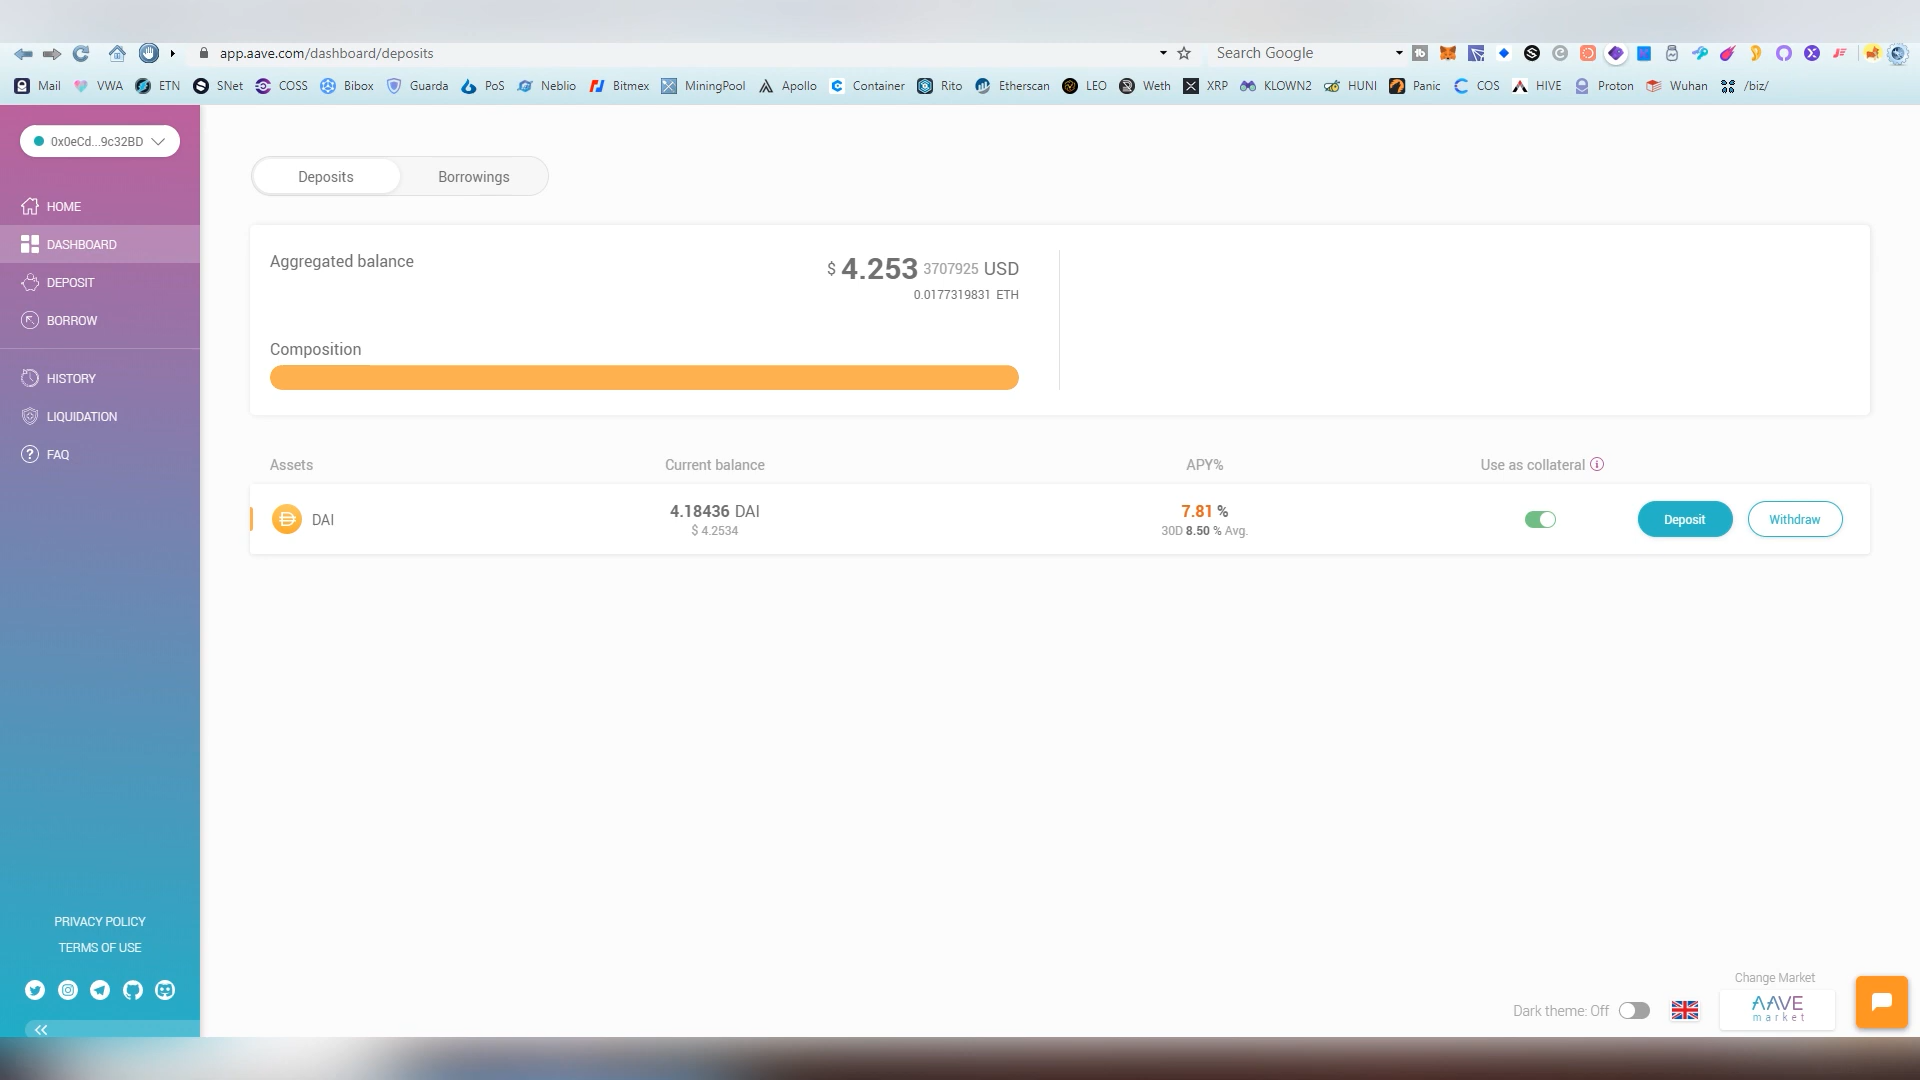 app.aave.com/dashboard/deposits
Search Google
Mail VWA ETN SNet COSS Bibox Guarda PoS Neblio Bitmex MiningPool Apollo Container Rito Etherscan LEO Weth XRP KLOWN2 HUNI Panic COS HIVE Proton Wuhan /biz/
0x0eCd...9c32BD
HOME
DASHBOARD
DEPOSIT
BORROW
HISTORY
LIQUIDATION
FAQ
PRIVACY POLICY
TERMS OF USE
Deposits Borrowings
Aggregated balance
$ 4.253 3707925 USD
0.0177319831 ETH
Composition
Assets Current balance APY% Use as collateral
DAI 4.18436 DAI 7.81 % Deposit Withdraw
$ 4.2534 30D 8.50 % Avg.
Change Market
Dark theme: Off
AAVE
market